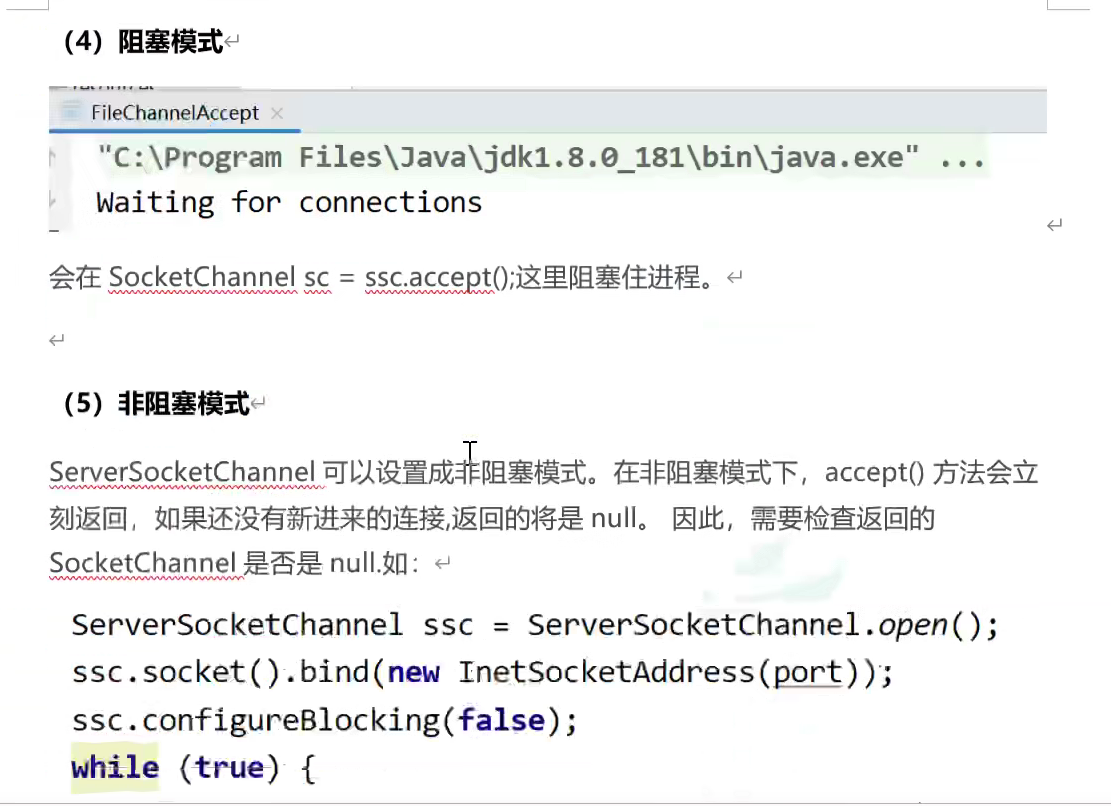 （4）阻塞模式
FileChannelAccept
"C:\Program Files\Java\jdk1.8.0_181\bin\java.exe" ...
Waiting for connections
会在 SocketChannel sc = ssc.accept();这里阻塞住进程。
（5）非阻塞模式
ServerSocketChannel 可以设置成非阻塞模式。在非阻塞模式下，accept() 方法会立
刻返回，如果还没有新进来的连接,返回的将是 null。 因此，需要检查返回的
SocketChannel 是否是 null.如：
ServerSocketChannel ssc = ServerSocketChannel.open();
ssc.socket().bind(new InetSocketAddress(port));
ssc.configureBlocking(false);
while (true) {